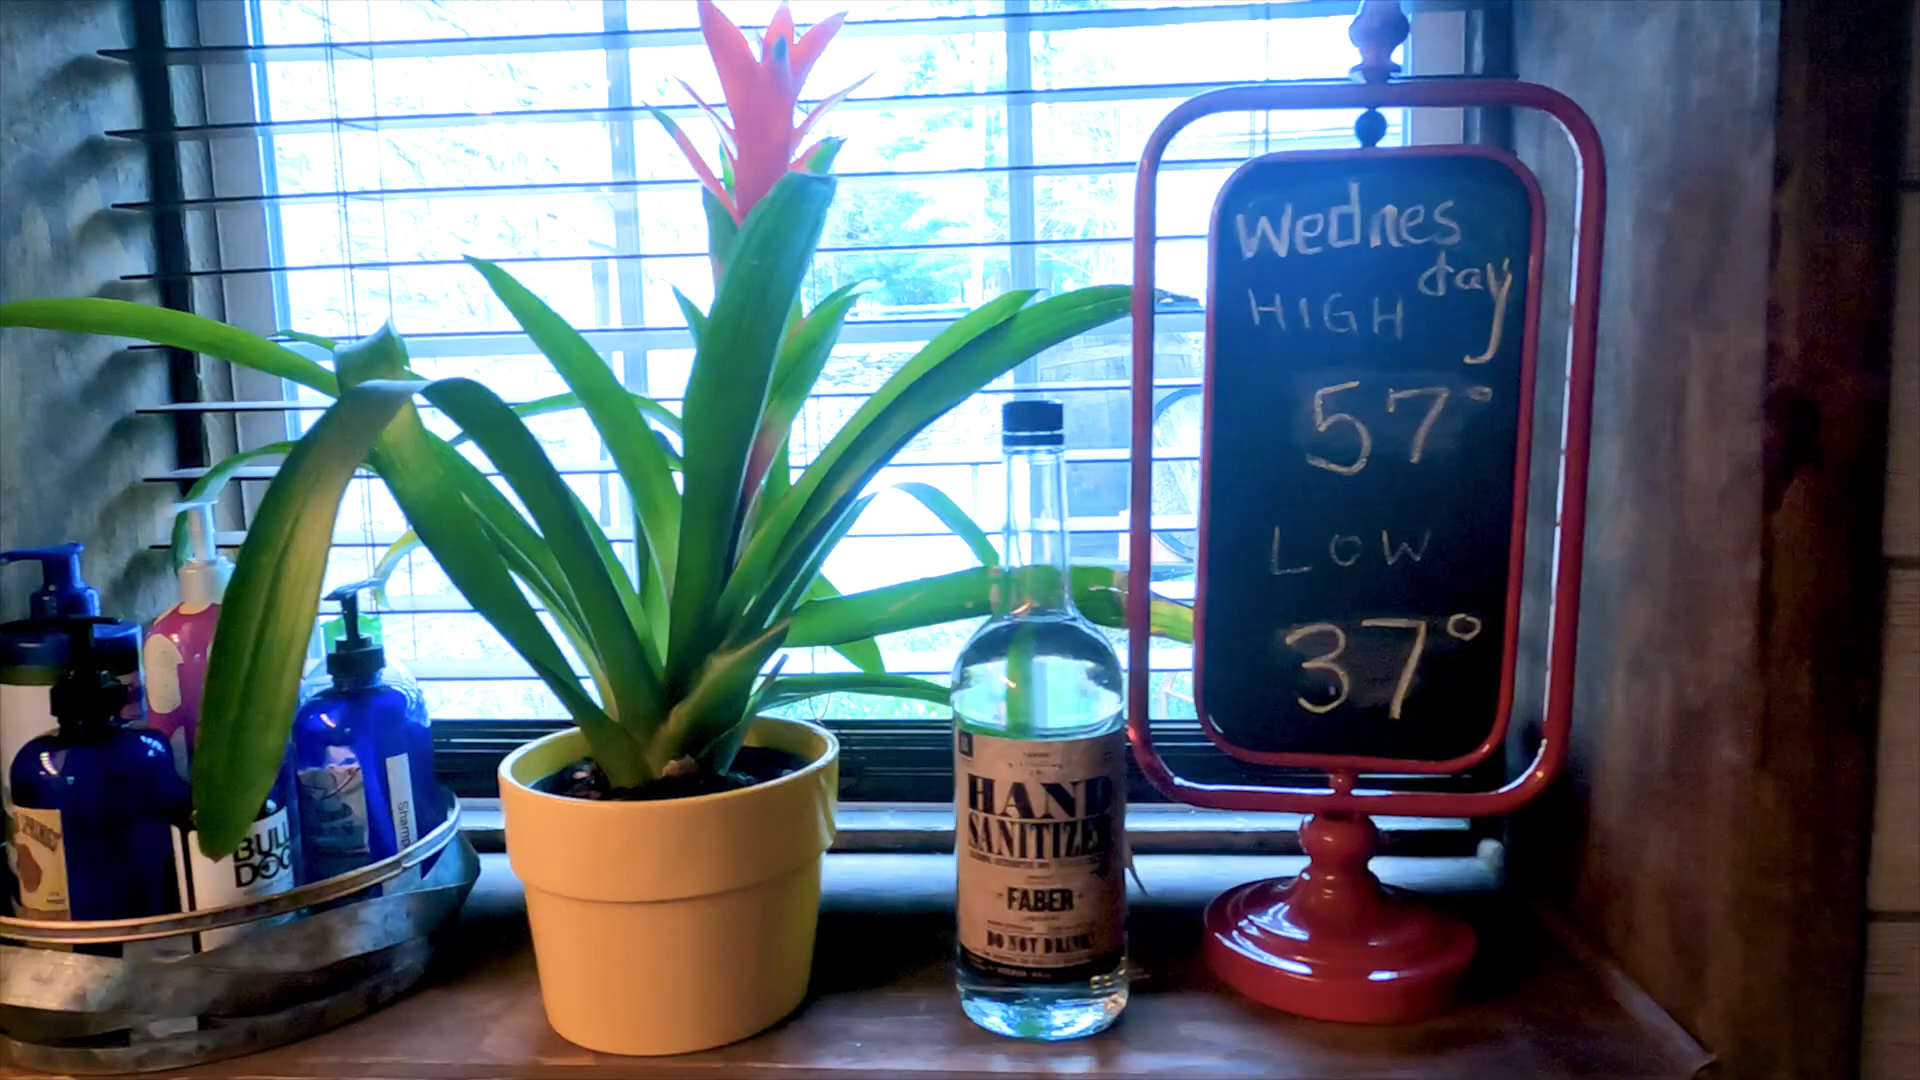 Wednes
day
HIGH
57°
LOW
37°
HAND
SANITIZER
FABER
DO NOT DRINK!
BULL
DOG